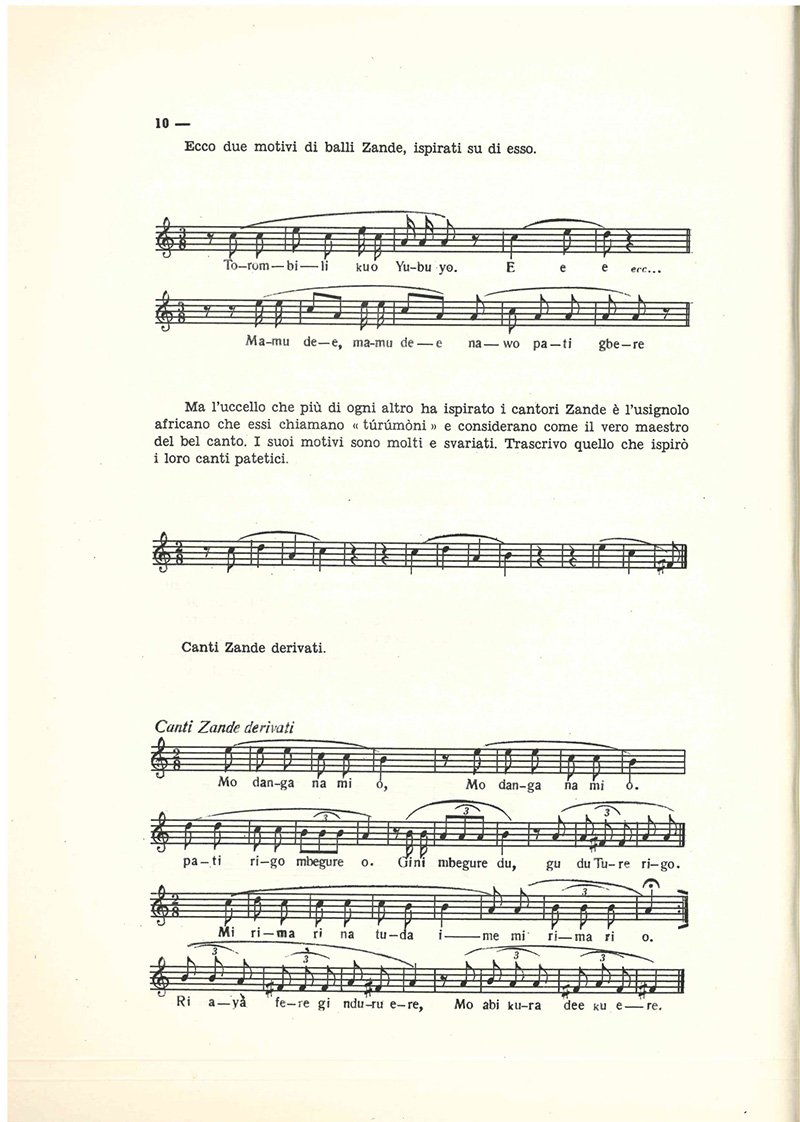 10 —
Ecco due motivi di balli Zande, ispirati su di esso.
To—rom—bi—li kuo Yu-bu yo. E e e ecc...
Ma-mu de—e, ma-mu de—e na—wo pa—ti gbe—re
Ma l'uccello che più di ogni altro ha ispirato i cantori Zande è l'usignolo
africano che essi chiamano « túrúmòni » e considerano come il vero maestro
del bel canto. I suoi motivi sono molti e svariati. Trascrivo quello che ispirò
i loro canti patetici.
Canti Zande derivati.
Canti Zande derivati
Mo dan-ga na mi o, Mo dan-ga na mi o.
pa—ti ri—go mbegure o. Gini mbegure du, gu du Tu—re ri—go.
Mi ri—ma ri na tu—da i——me mi ri—ma ri o.
Ri a—yà fe—re gi ndu—ru e—re, Mo abi ku-ra dee ku e—re.